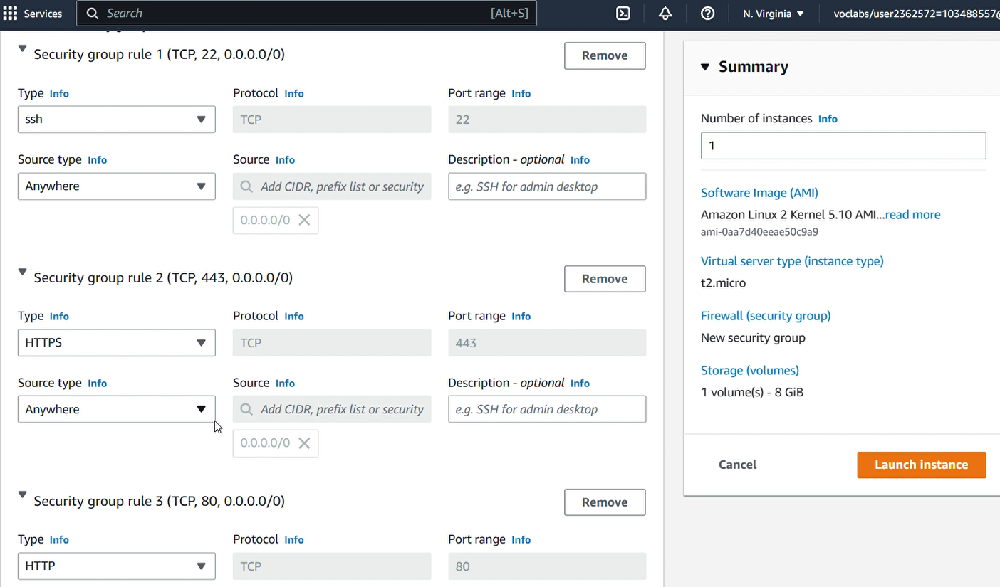 Services
Search
[Alt+S]
N. Virginia
voclabs/user2362572=103488557@
Security group rule 1 (TCP, 22, 0.0.0.0/0)
Remove
Type Info
Protocol Info
Port range Info
ssh
TCP
22
Source type Info
Source Info
Description - optional Info
Anywhere
Add CIDR, prefix list or security
e.g. SSH for admin desktop
0.0.0.0/0
Security group rule 2 (TCP, 443, 0.0.0.0/0)
Remove
Type Info
Protocol Info
Port range Info
HTTPS
TCP
443
Source type Info
Source Info
Description - optional Info
Anywhere
Add CIDR, prefix list or security
e.g. SSH for admin desktop
0.0.0.0/0
Security group rule 3 (TCP, 80, 0.0.0.0/0)
Remove
Type Info
Protocol Info
Port range Info
HTTP
TCP
80
Summary
Number of instances Info
1
Software Image (AMI)
Amazon Linux 2 Kernel 5.10 AMI...read more
ami-0aa7d40eeae50c9a9
Virtual server type (instance type)
t2.micro
Firewall (security group)
New security group
Storage (volumes)
1 volume(s) - 8 GiB
Cancel
Launch instance